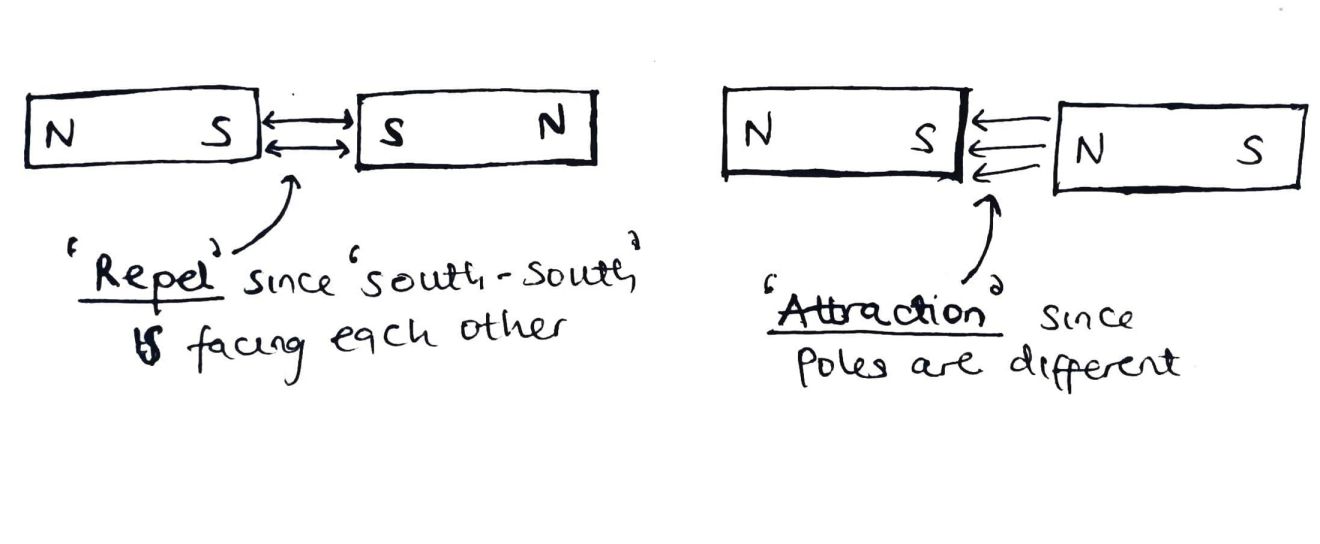 N S S N
N S N S
'Repel' since 'south-south'
is facing each other
'Attraction' since
Poles are different